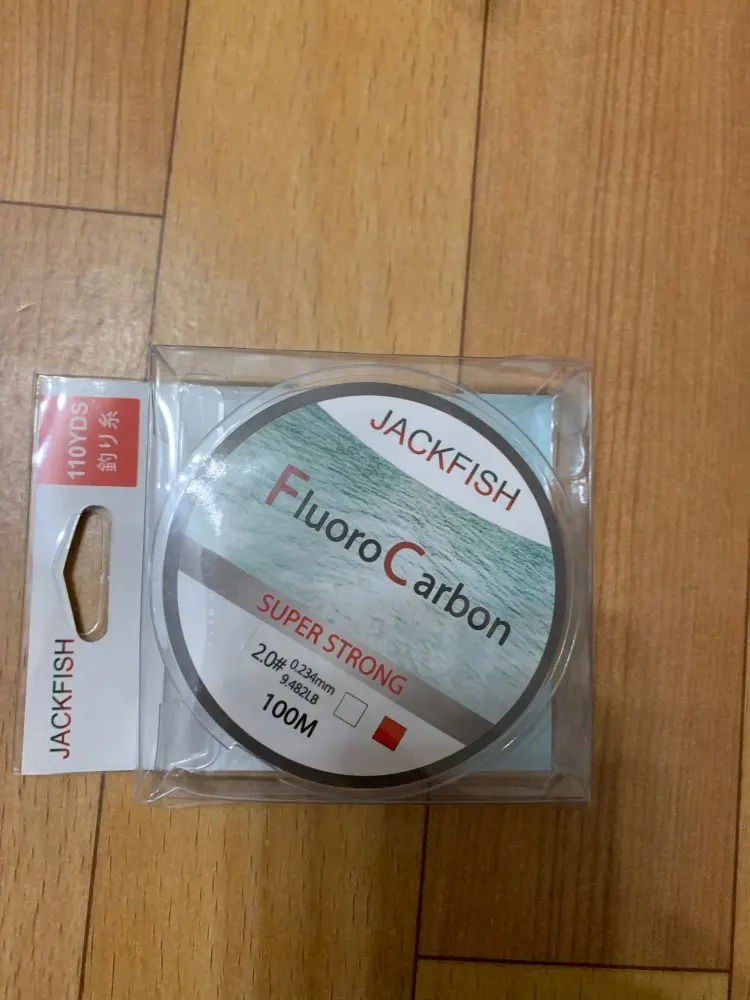 110YDS
釣り糸
JACKFISH
JACKFISH
FluoroCarbon
SUPER STRONG
2.0# 0.234mm
9.482LB
100M